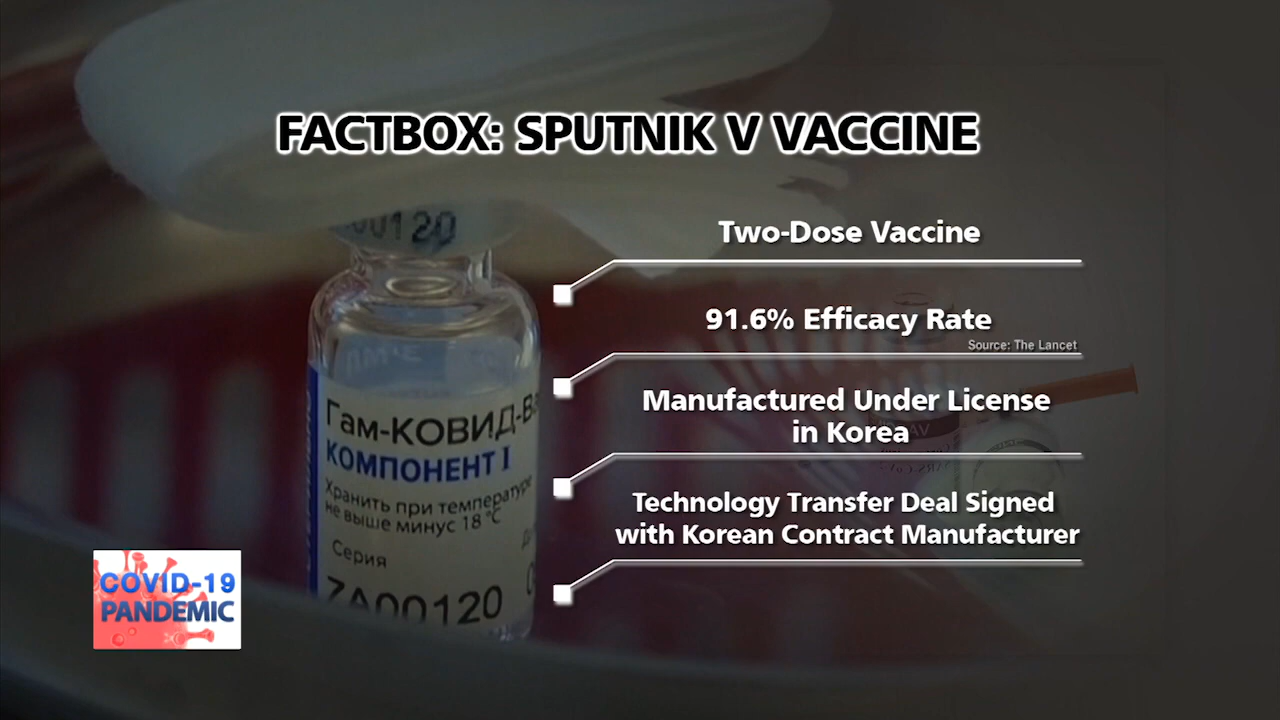 FACTBOX: SPUTNIK V VACCINE
Two-Dose Vaccine
91.6% Efficacy Rate
Source: The Lancet
Manufactured Under License
in Korea
Technology Transfer Deal Signed
with Korean Contract Manufacturer
00120
Гам-КОВИД-Ва
КОМПОНЕНТ I
Хранить при температуре
не выше минус 18 °C
Серия
ZA00120
COVID-19
PANDEMIC